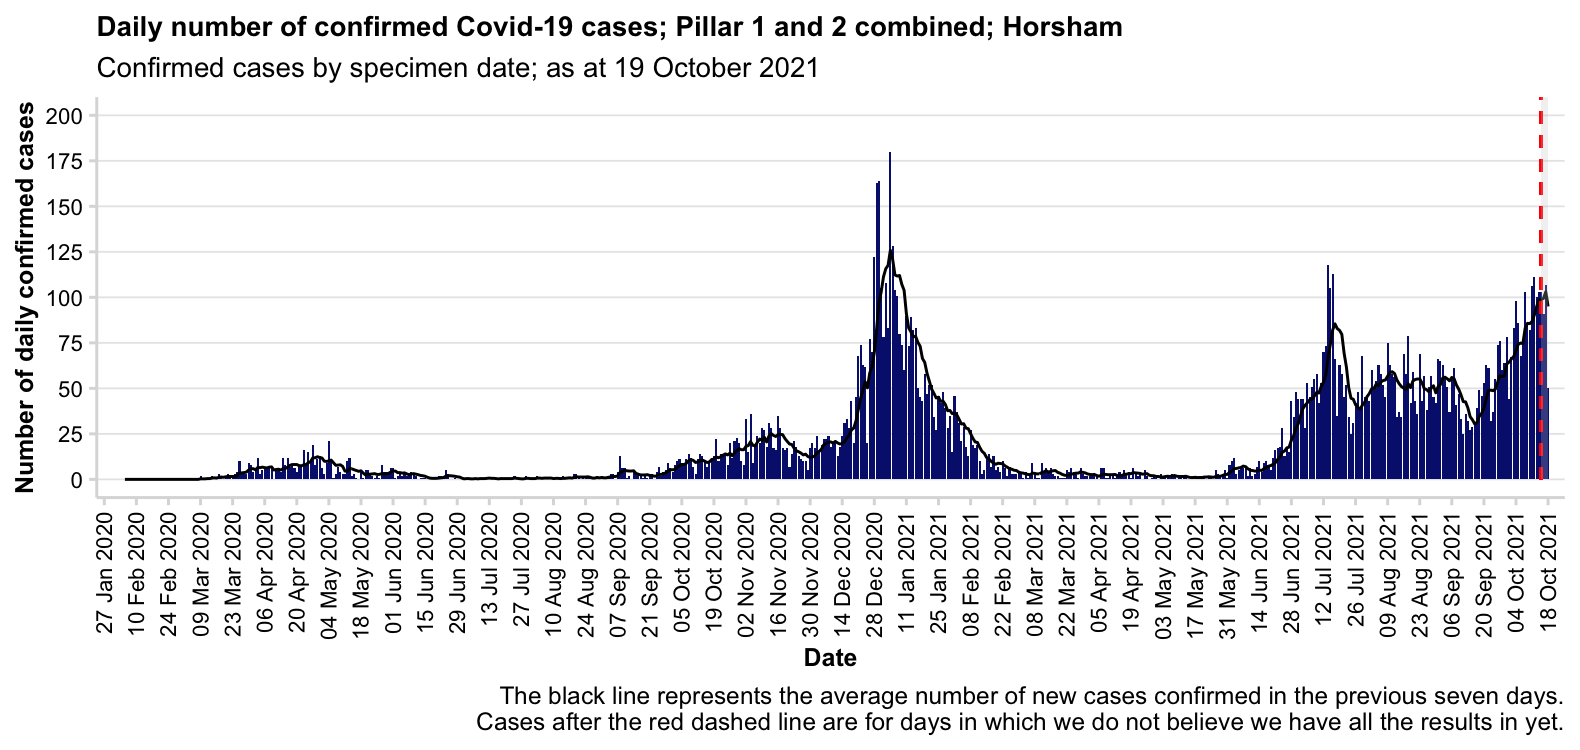 Daily number of confirmed Covid-19 cases; Pillar 1 and 2 combined; Horsham
Confirmed cases by specimen date; as at 19 October 2021
Number of daily confirmed cases
200
175
150
125
100
75
50
25
0
27 Jan 2020
10 Feb 2020
24 Feb 2020
09 Mar 2020
23 Mar 2020
06 Apr 2020
20 Apr 2020
04 May 2020
18 May 2020
01 Jun 2020
15 Jun 2020
29 Jun 2020
13 Jul 2020
27 Jul 2020
10 Aug 2020
24 Aug 2020
07 Sep 2020
21 Sep 2020
05 Oct 2020
19 Oct 2020
02 Nov 2020
16 Nov 2020
30 Nov 2020
14 Dec 2020
28 Dec 2020
11 Jan 2021
25 Jan 2021
08 Feb 2021
22 Feb 2021
08 Mar 2021
22 Mar 2021
05 Apr 2021
19 Apr 2021
03 May 2021
17 May 2021
31 May 2021
14 Jun 2021
28 Jun 2021
12 Jul 2021
26 Jul 2021
09 Aug 2021
23 Aug 2021
06 Sep 2021
20 Sep 2021
04 Oct 2021
18 Oct 2021
Date
The black line represents the average number of new cases confirmed in the previous seven days.
Cases after the red dashed line are for days in which we do not believe we have all the results in yet.